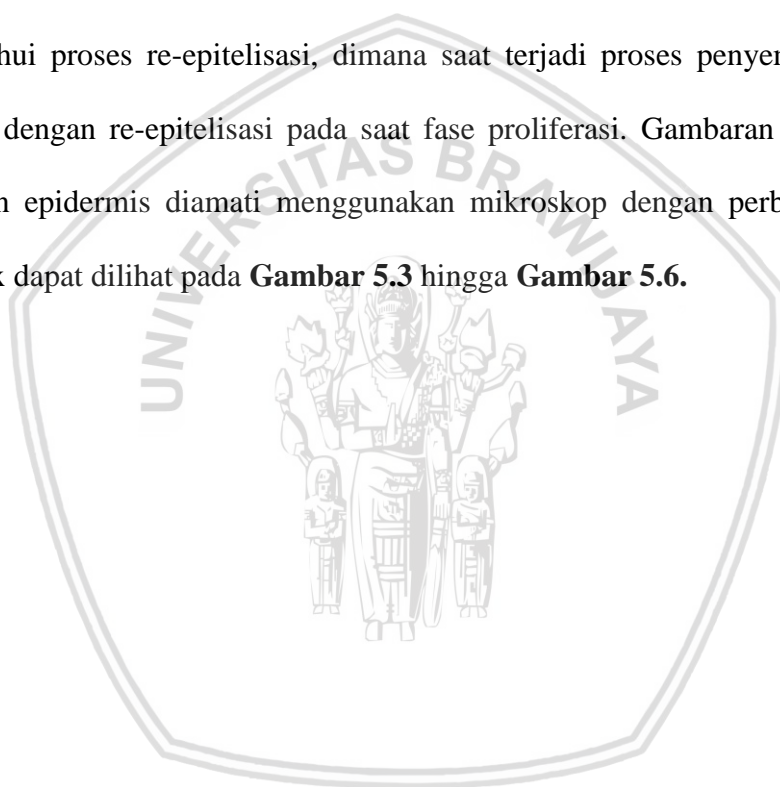 hui proses re-epitelisasi, dimana saat terjadi proses penyer
dengan re-epitelisasi pada saat fase proliferasi. Gambaran
epidermis diamati menggunakan mikroskop dengan perb
dapat dilihat pada Gambar 5.3 hingga Gambar 5.6.
UNIVERSITAS BRAWIJAYA